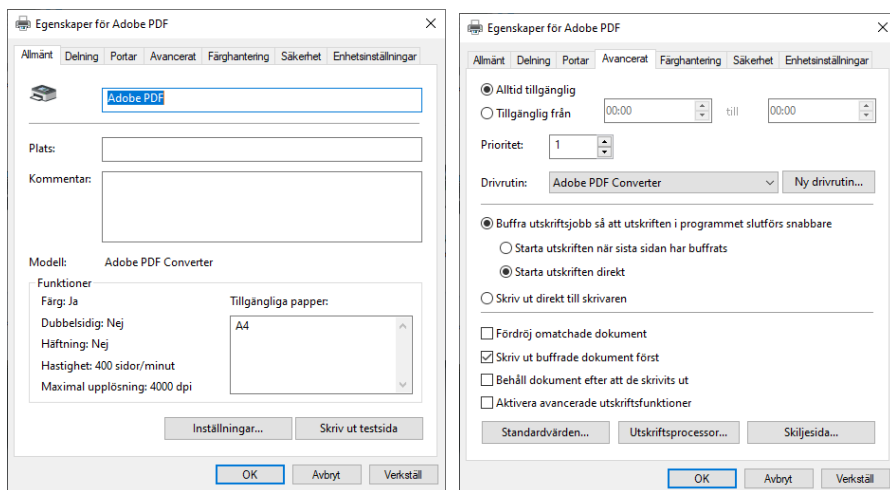 Egenskaper för Adobe PDF
Allmänt Delning Portar Avancerat Färghantering Säkerhet Enhetsinställningar
Adobe PDF
Plats:
Kommentar:
Modell: Adobe PDF Converter
Funktioner
Färg: Ja
Dubbelsidig: Nej
Häftning: Nej
Hastighet: 400 sidor/minut
Maximal upplösning: 4000 dpi
Tillgängliga papper:
A4
Inställningar... Skriv ut testsida
OK Avbryt Verkställ
Egenskaper för Adobe PDF
Allmänt Delning Portar Avancerat Färghantering Säkerhet Enhetsinställningar
Alltid tillgänglig
Tillgänglig från 00:00 till 00:00
Prioritet: 1
Drivrutin: Adobe PDF Converter Ny drivrutin...
Buffra utskriftsjobb så att utskriften i programmet slutförs snabbare
Starta utskriften när sista sidan har buffrats
Starta utskriften direkt
Skriv ut direkt till skrivaren
Fördröj omatchade dokument
Skriv ut buffrade dokument först
Behåll dokument efter att de skrivits ut
Aktivera avancerade utskriftsfunktioner
Standardvärden... Utskriftsprocessor... Skiljesida...
OK Avbryt Verkställ